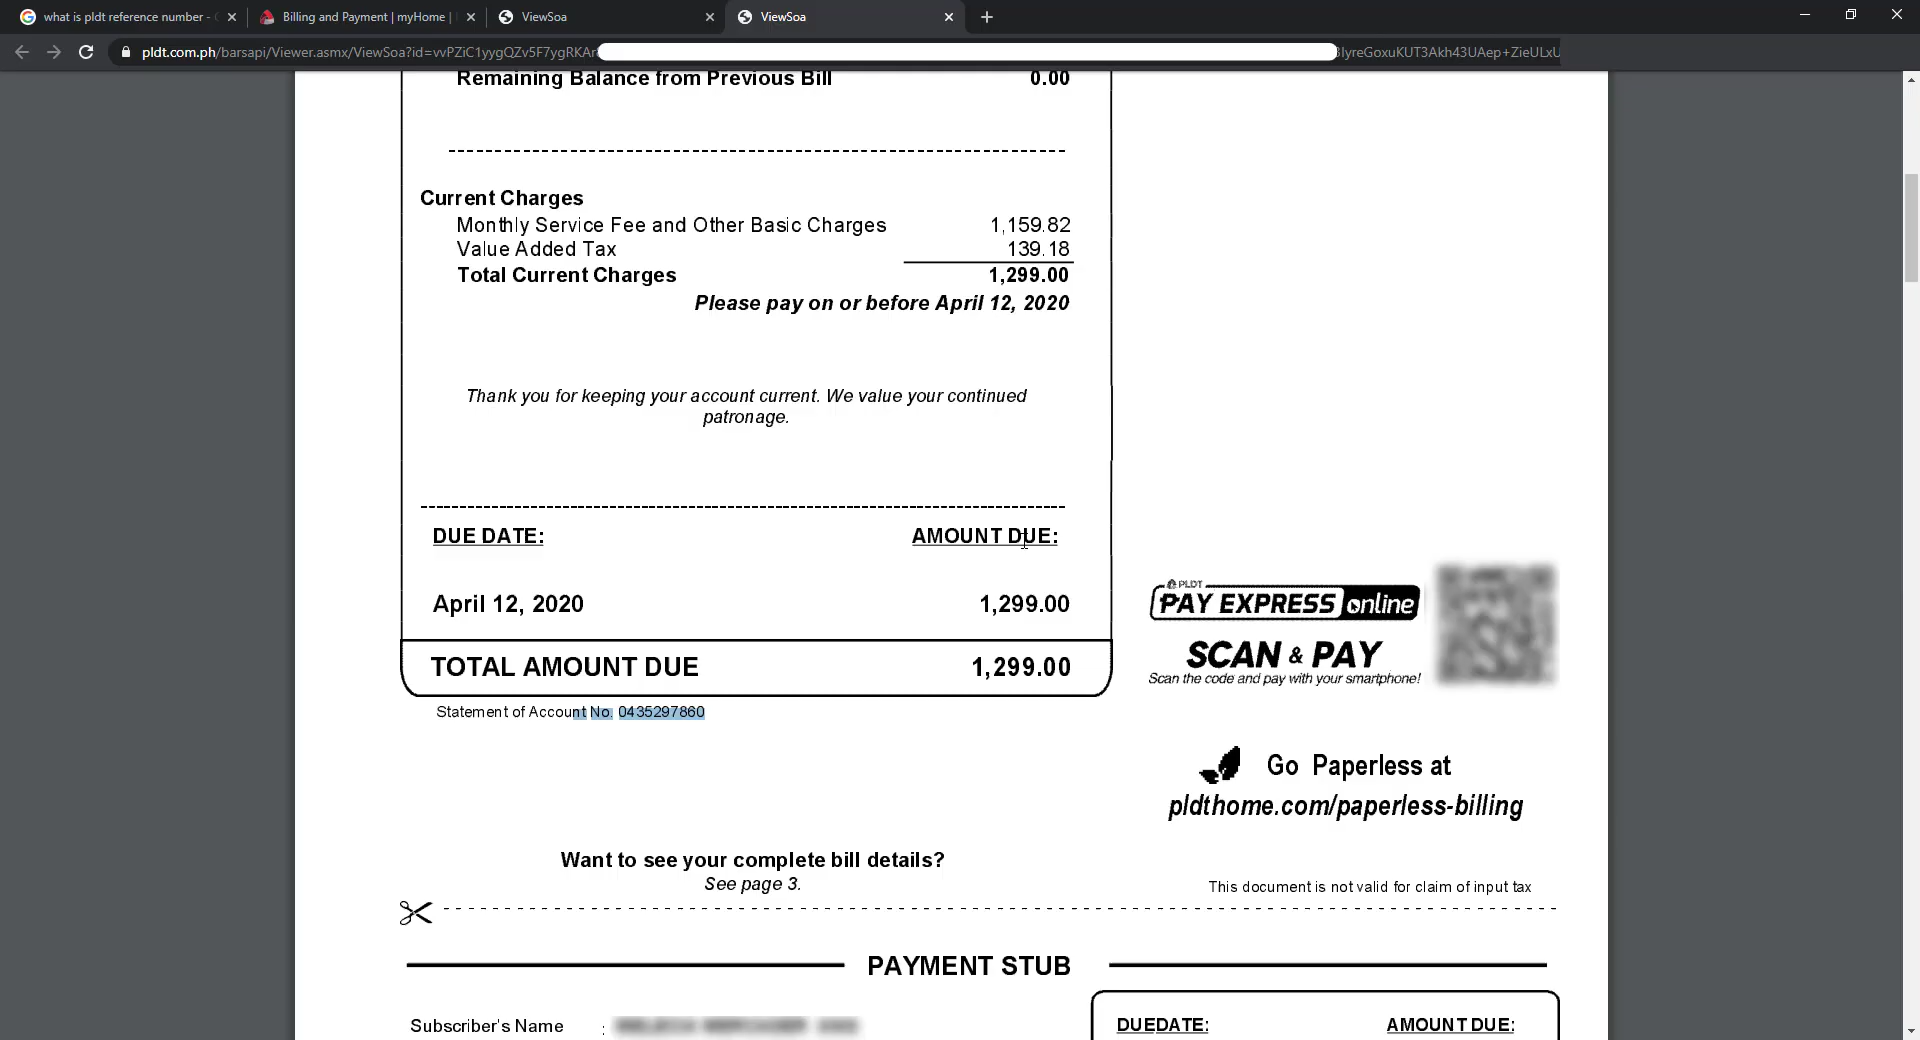 what is pldt reference number -
Billing and Payment | myHome |
ViewSoa
ViewSoa
pldt.com.ph/barsapi/Viewer.asmx/ViewSoa?id=vvPZiC1yygQZv5F7ygRKAr
lyreGoxuKUT3Akh43UAep+ZieULxU
Remaining Balance from Previous Bill 0.00
Current Charges
Monthly Service Fee and Other Basic Charges 1,159.82
Value Added Tax 139.18
Total Current Charges 1,299.00
Please pay on or before April 12, 2020
Thank you for keeping your account current. We value your continued
patronage.
DUE DATE: AMOUNT DUE:
April 12, 2020 1,299.00
TOTAL AMOUNT DUE 1,299.00
Statement of Account No. 0435297860
PLDT
PAY EXPRESS online
SCAN & PAY
Scan the code and pay with your smartphone!
Go Paperless at
pldthome.com/paperless-billing
Want to see your complete bill details?
See page 3.
This document is not valid for claim of input tax
PAYMENT STUB
Subscriber's Name :
DUEDATE: AMOUNT DUE: